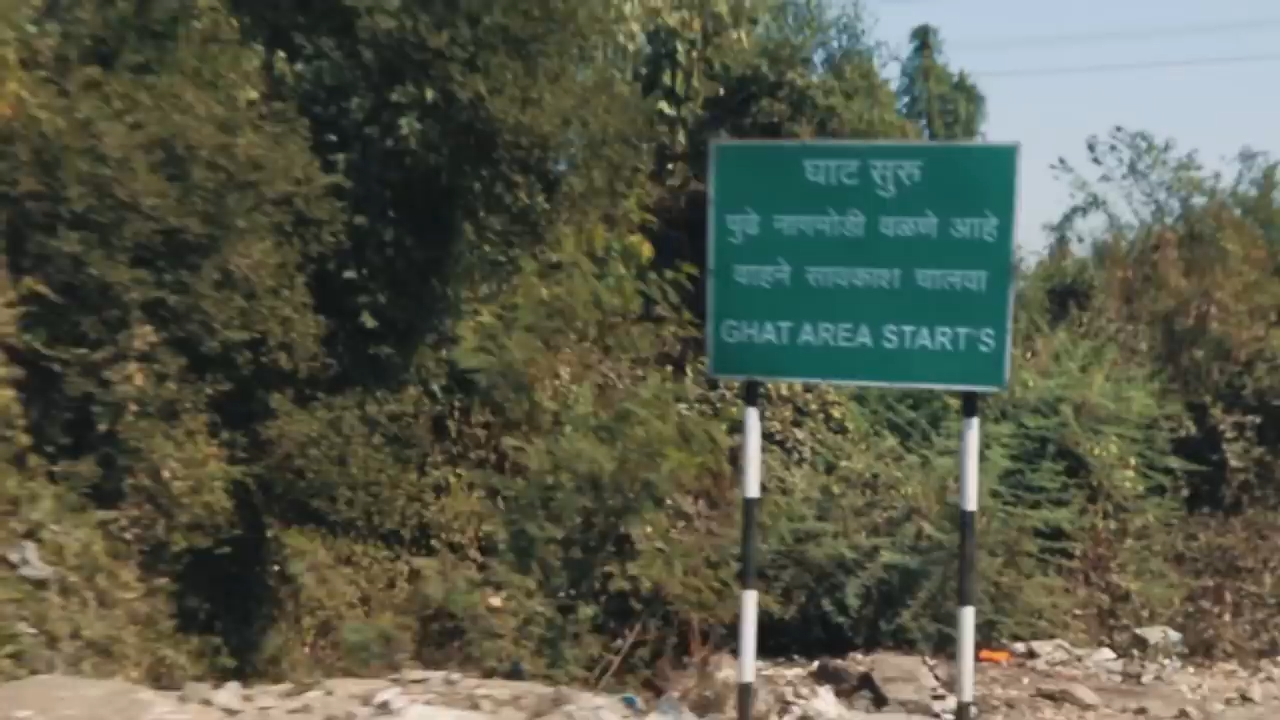 घाट सुरु
पुढे नागमोडी वळणे आहे
वाहने सावकाश चालवा
GHAT AREA START'S